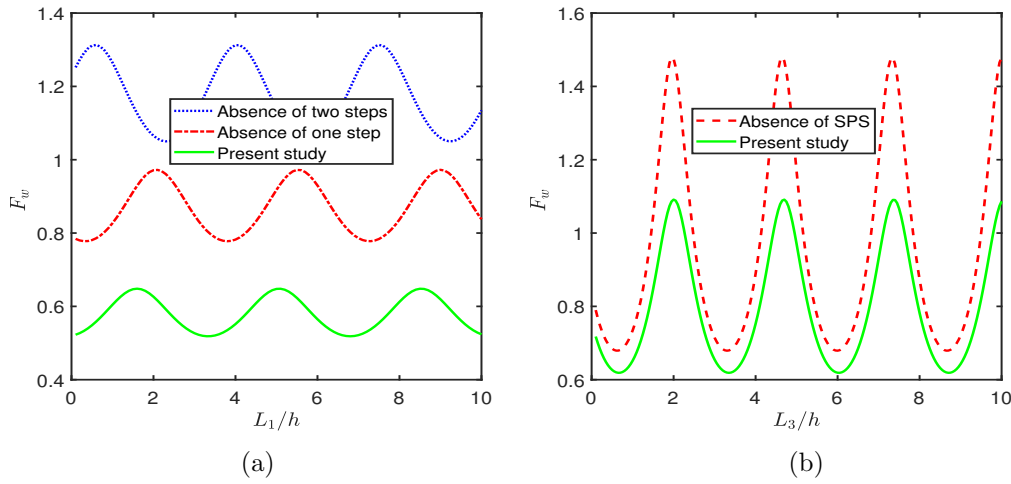 1.4
1.2
1
0.8
0.6
0.4
F_w
Absence of two steps
Absence of one step
Present study
0 2 4 6 8 10
L_1/h
(a)
1.6
1.4
1.2
1
0.8
0.6
F_w
Absence of SPS
Present study
0 2 4 6 8 10
L_3/h
(b)